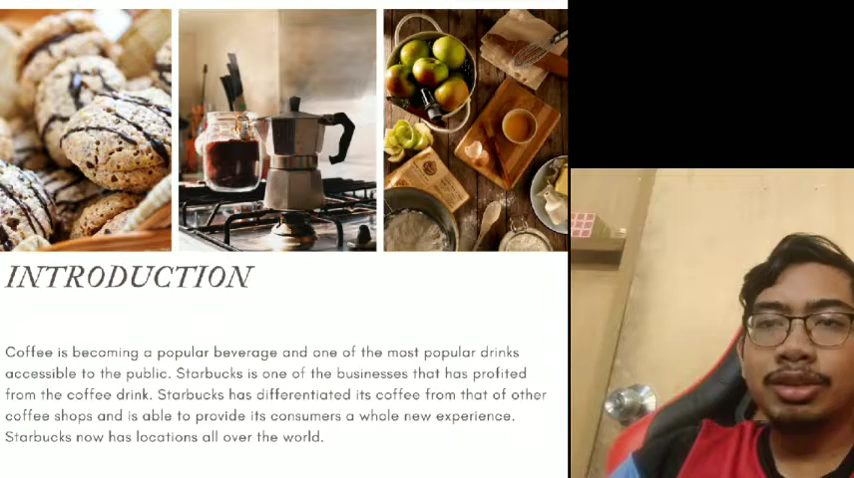 INTRODUCTION
Coffee is becoming a popular beverage and one of the most popular drinks
accessible to the public. Starbucks is one of the businesses that has profited
from the coffee drink. Starbucks has differentiated its coffee from that of other
coffee shops and is able to provide its consumers a whole new experience.
Starbucks now has locations all over the world.